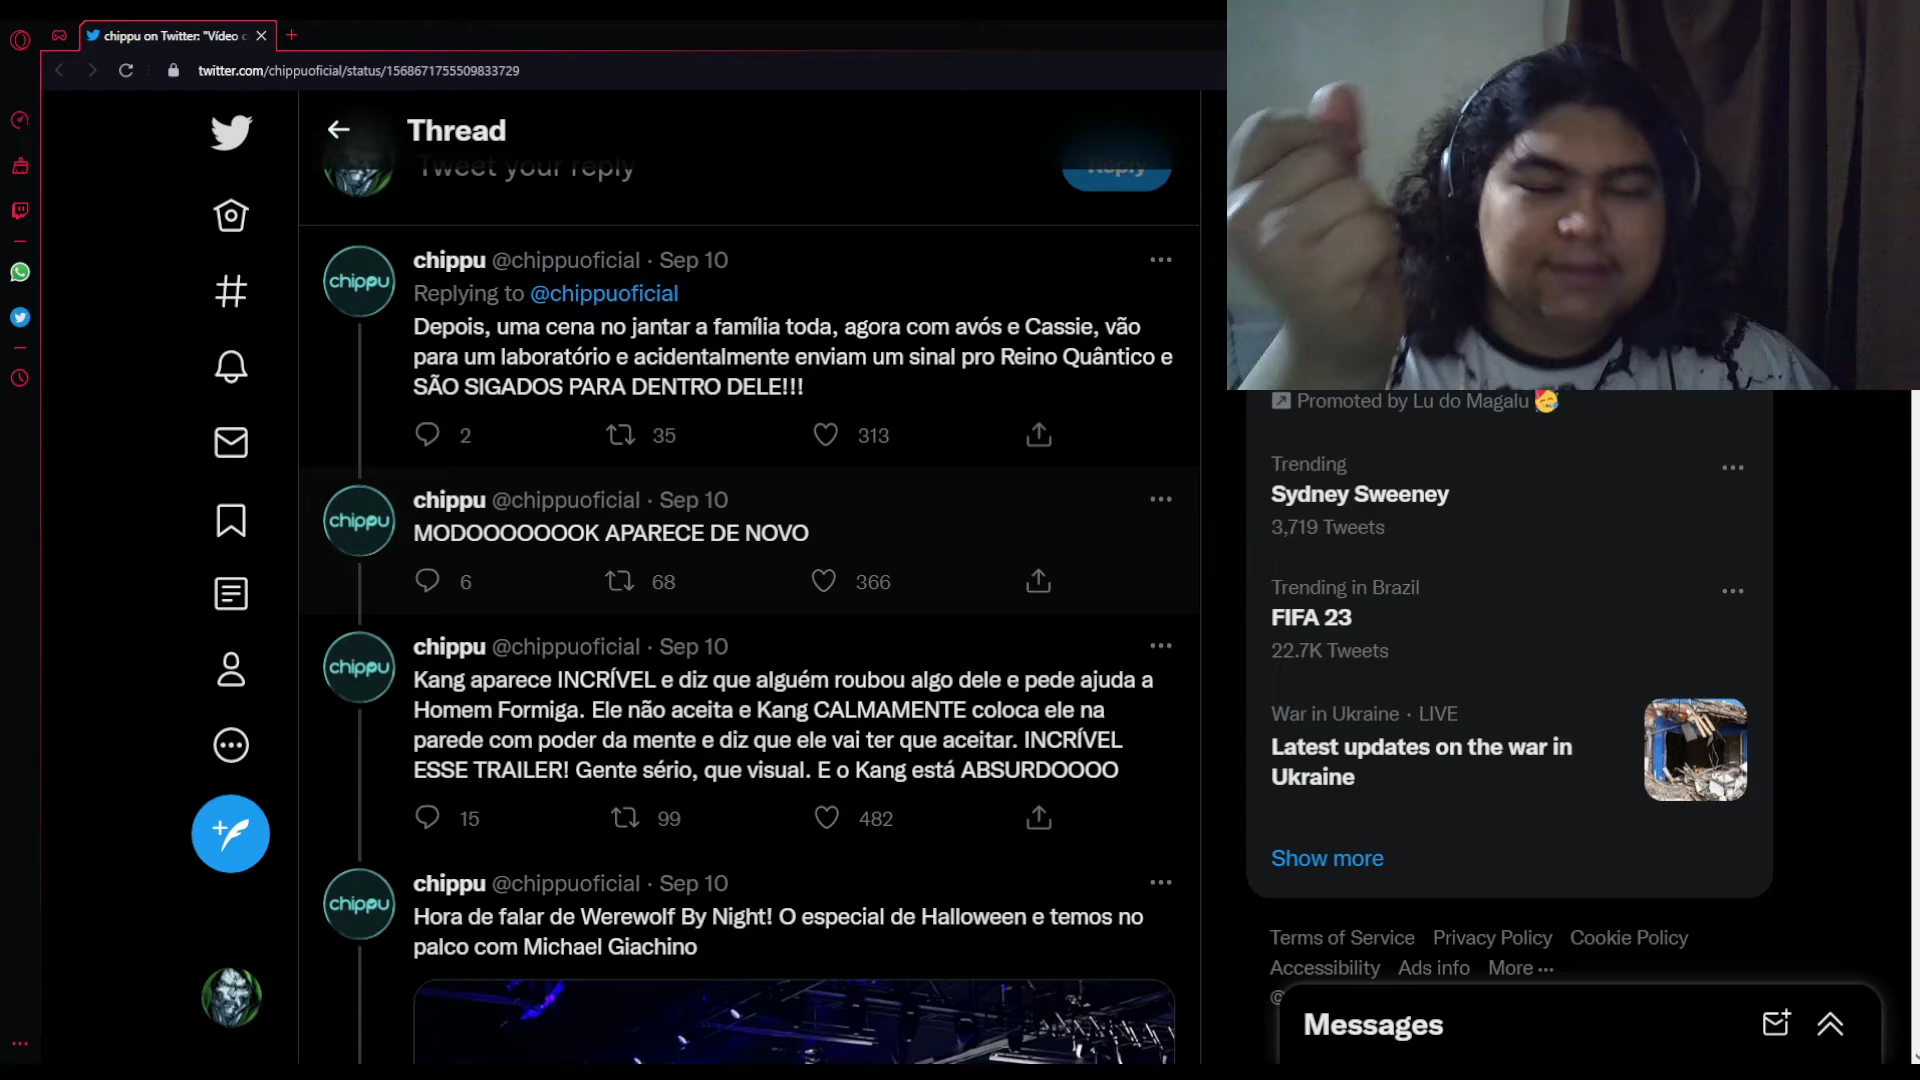 chippu on Twitter: "Vídeo c
twitter.com/chippuoficial/status/1568671755509833729
Thread
Tweet your reply
Reply
chippu @chippuoficial · Sep 10
Replying to @chippuoficial
Depois, uma cena no jantar a família toda, agora com avós e Cassie, vão
para um laboratório e acidentalmente enviam um sinal pro Reino Quântico e
SÃO SIGADOS PARA DENTRO DELE!!!
2 35 313
chippu @chippuoficial · Sep 10
MODOOOOOOOK APARECE DE NOVO
6 68 366
chippu @chippuoficial · Sep 10
Kang aparece INCRÍVEL e diz que alguém roubou algo dele e pede ajuda a
Homem Formiga. Ele não aceita e Kang CALMAMENTE coloca ele na
parede com poder da mente e diz que ele vai ter que aceitar. INCRÍVEL
ESSE TRAILER! Gente sério, que visual. E o Kang está ABSURDOOOO
15 99 482
chippu @chippuoficial · Sep 10
Hora de falar de Werewolf By Night! O especial de Halloween e temos no
palco com Michael Giachino
chippu
chippu
chippu
chippu
Promoted by Lu do Magalu
Trending
Sydney Sweeney
3,719 Tweets
Trending in Brazil
FIFA 23
22.7K Tweets
War in Ukraine · LIVE
Latest updates on the war in
Ukraine
Show more
Terms of Service Privacy Policy Cookie Policy
Accessibility Ads info More ···
©
Messages